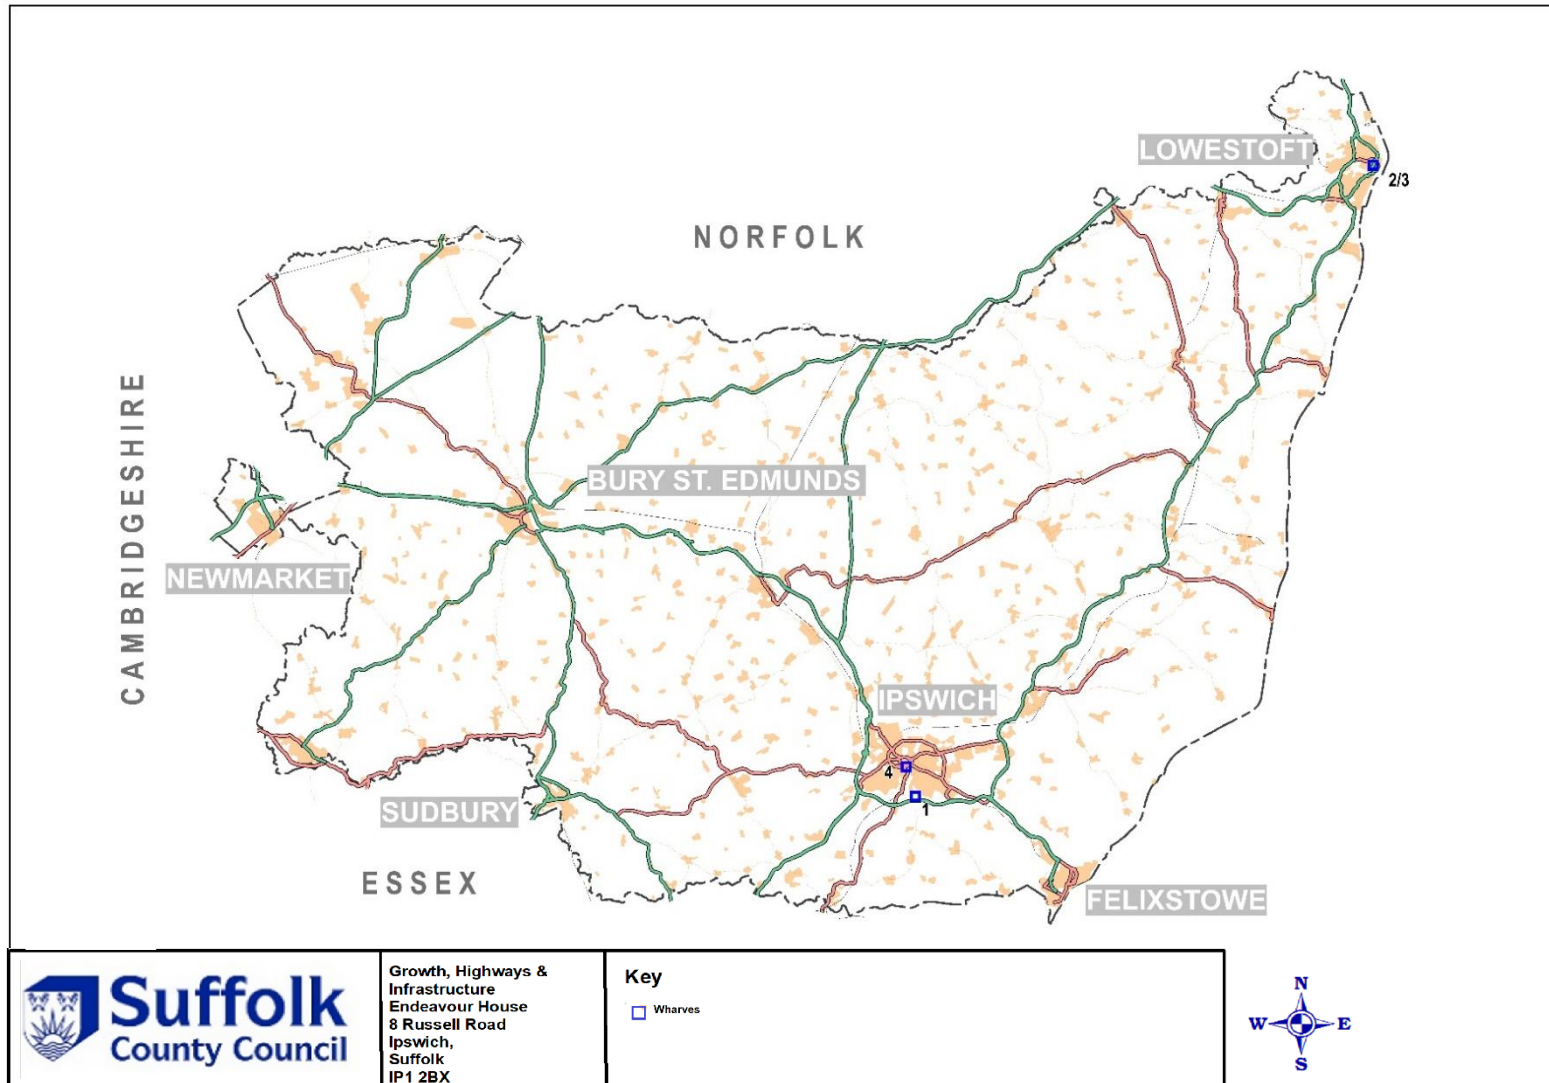 LOWESTOFT
2/3
NORFOLK
CAMBRIDGESHIRE
BURY ST. EDMUNDS
NEWMARKET
IPSWICH
4
1
SUDBURY
ESSEX
FELIXSTOWE
Suffolk
County Council
Growth, Highways &
Infrastructure
Endeavour House
8 Russell Road
Ipswich,
Suffolk
IP1 2BX
Key
Wharves
N
W E
S